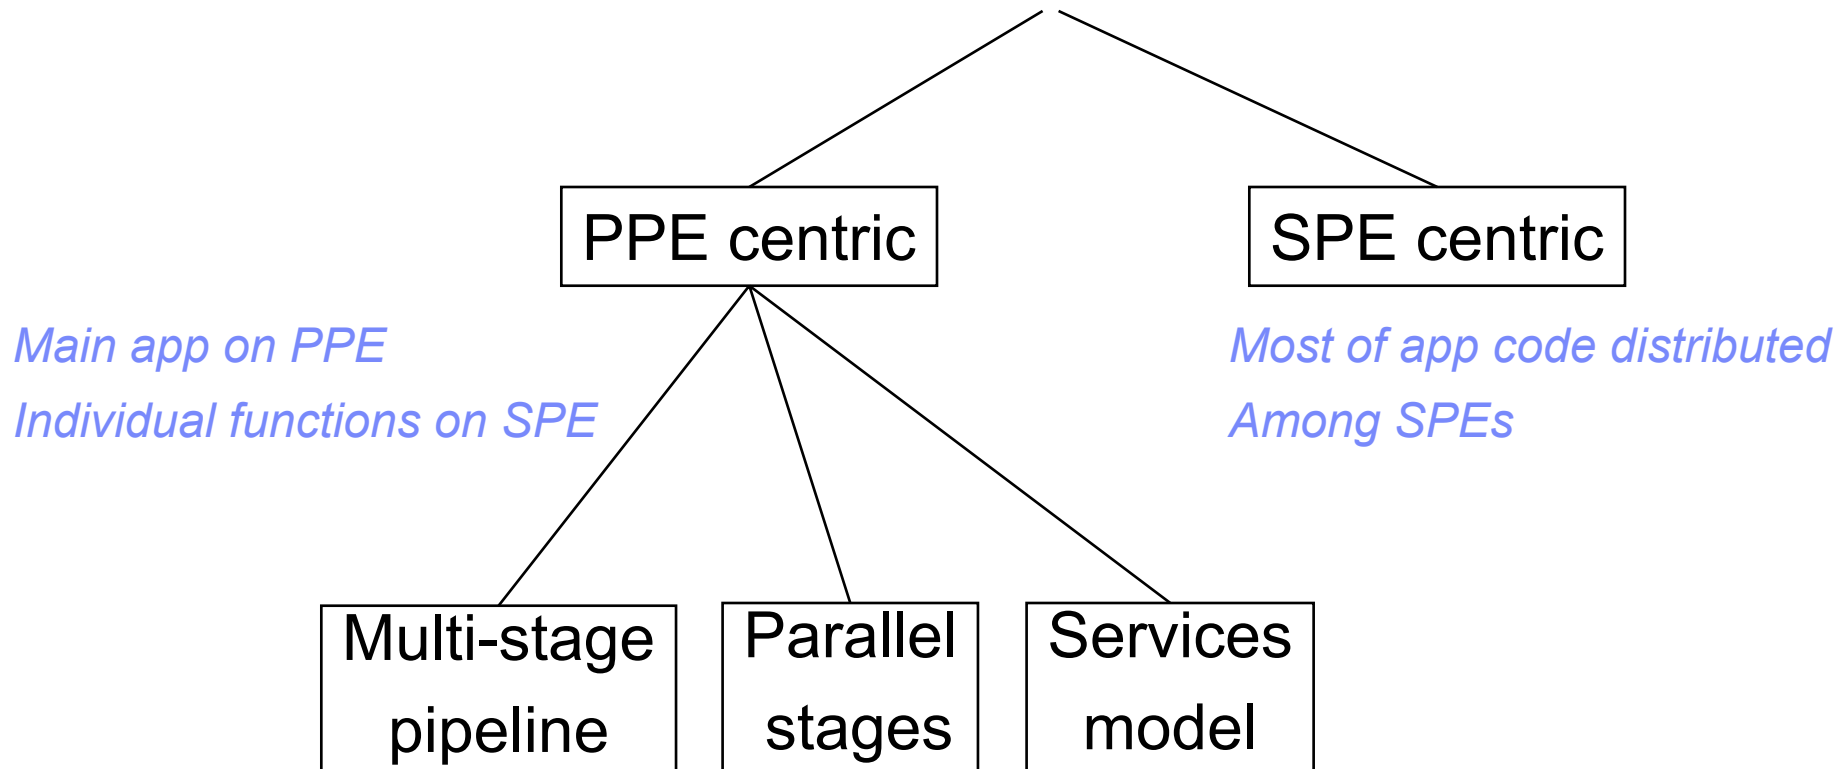 PPE centric
SPE centric
Main app on PPE
Individual functions on SPE
Most of app code distributed
Among SPEs
Multi-stage
pipeline
Parallel
stages
Services
model